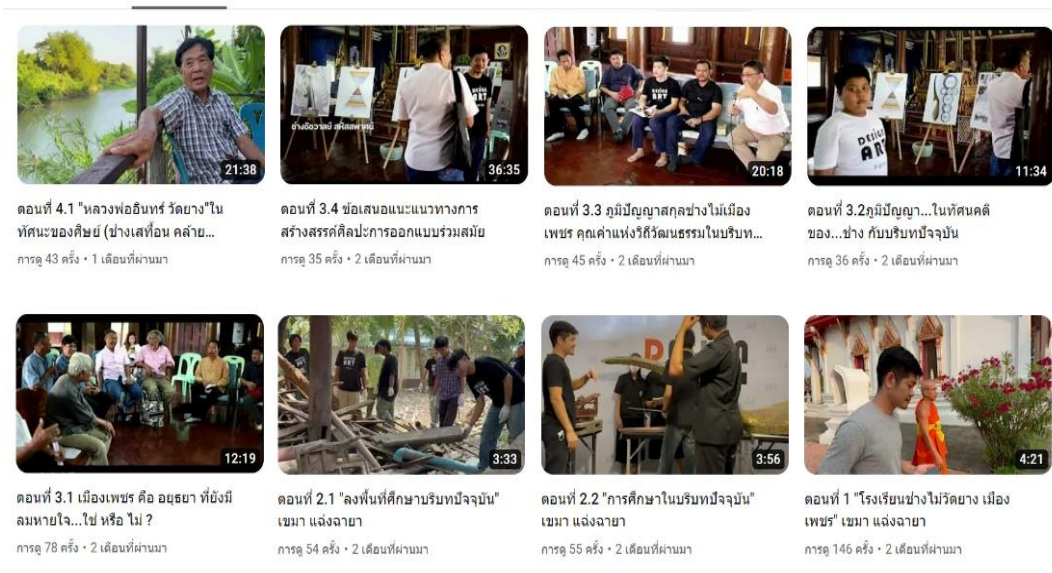 21:38
ช่างธิดาวาลย์ สหัสสพาศน์
36:35
DESIGN
ART
20:18
DESIGN
ART
11:34
ตอนที่ 4.1 "หลวงพ่ออินทร์ วัดยาง"ใน
ทัศนะของศิษย์ (ช่างเสทื้อน คล้าย...
การดู 43 ครั้ง • 1 เดือนที่ผ่านมา
ตอนที่ 3.4 ข้อเสนอแนะแนวทางการ
สร้างสรรค์ศิลปะการออกแบบร่วมสมัย
การดู 35 ครั้ง • 2 เดือนที่ผ่านมา
ตอนที่ 3.3 ภูมิปัญญาสกุลช่างไม้เมือง
เพชร คุณค่าแห่งวิถีวัฒนธรรมในบริบท...
การดู 45 ครั้ง • 2 เดือนที่ผ่านมา
ตอนที่ 3.2ภูมิปัญญา...ในทัศนคติ
ของ...ช่าง กับบริบทปัจจุบัน
การดู 36 ครั้ง • 2 เดือนที่ผ่านมา
12:19
3:33
3:56
4:21
ตอนที่ 3.1 เมืองเพชร คือ อยุธยา ที่ยังมี
ลมหายใจ...ใช่ หรือ ไม่ ?
การดู 78 ครั้ง • 2 เดือนที่ผ่านมา
ตอนที่ 2.1 "ลงพื้นที่ศึกษาบริบทปัจจุบัน"
เขมา แฉ่งฉายา
การดู 54 ครั้ง • 2 เดือนที่ผ่านมา
ตอนที่ 2.2 "การศึกษาในบริบทปัจจุบัน"
เขมา แฉ่งฉายา
การดู 55 ครั้ง • 2 เดือนที่ผ่านมา
ตอนที่ 1 "โรงเรียนช่างไม้วัดยาง เมือง
เพชร" เขมา แฉ่งฉายา
การดู 146 ครั้ง • 2 เดือนที่ผ่านมา